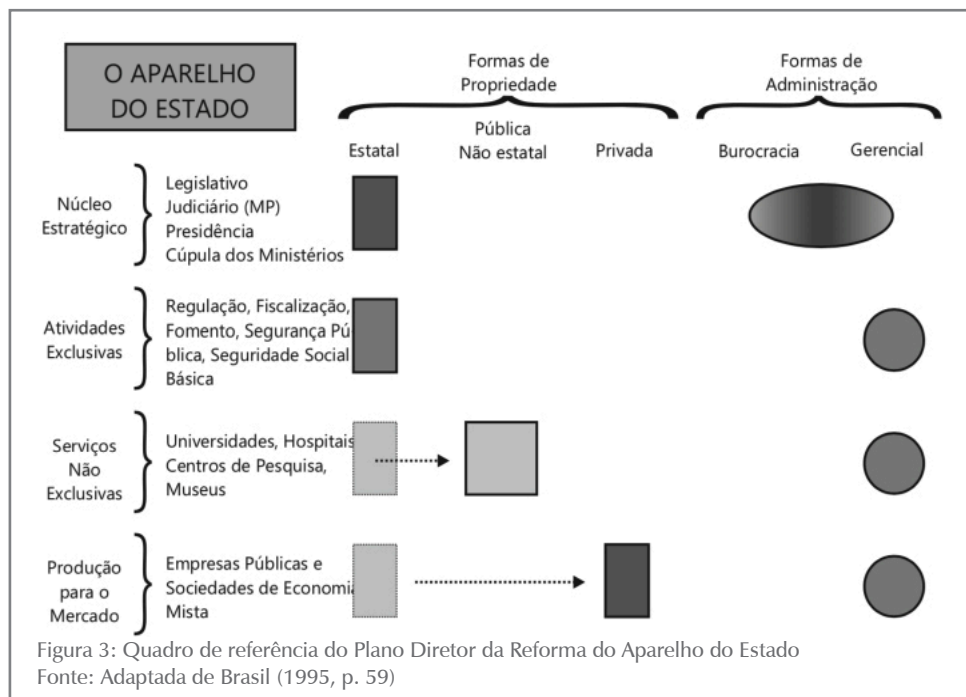 O APARELHO
DO ESTADO
Formas de
Propriedade
Formas de
Administração
Estatal
Pública
Não estatal
Privada
Burocracia
Gerencial
Núcleo
Estratégico
Legislativo
Judiciário (MP)
Presidência
Cúpula dos Ministérios
Atividades
Exclusivas
Regulação, Fiscalização,
Fomento, Segurança Pú-
blica, Seguridade Social
Básica
Serviços
Não
Exclusivas
Universidades, Hospitais
Centros de Pesquisa,
Museus
Produção
para o
Mercado
Empresas Públicas e
Sociedades de Economia
Mista
Figura 3: Quadro de referência do Plano Diretor da Reforma do Aparelho do Estado
Fonte: Adaptada de Brasil (1995, p. 59)